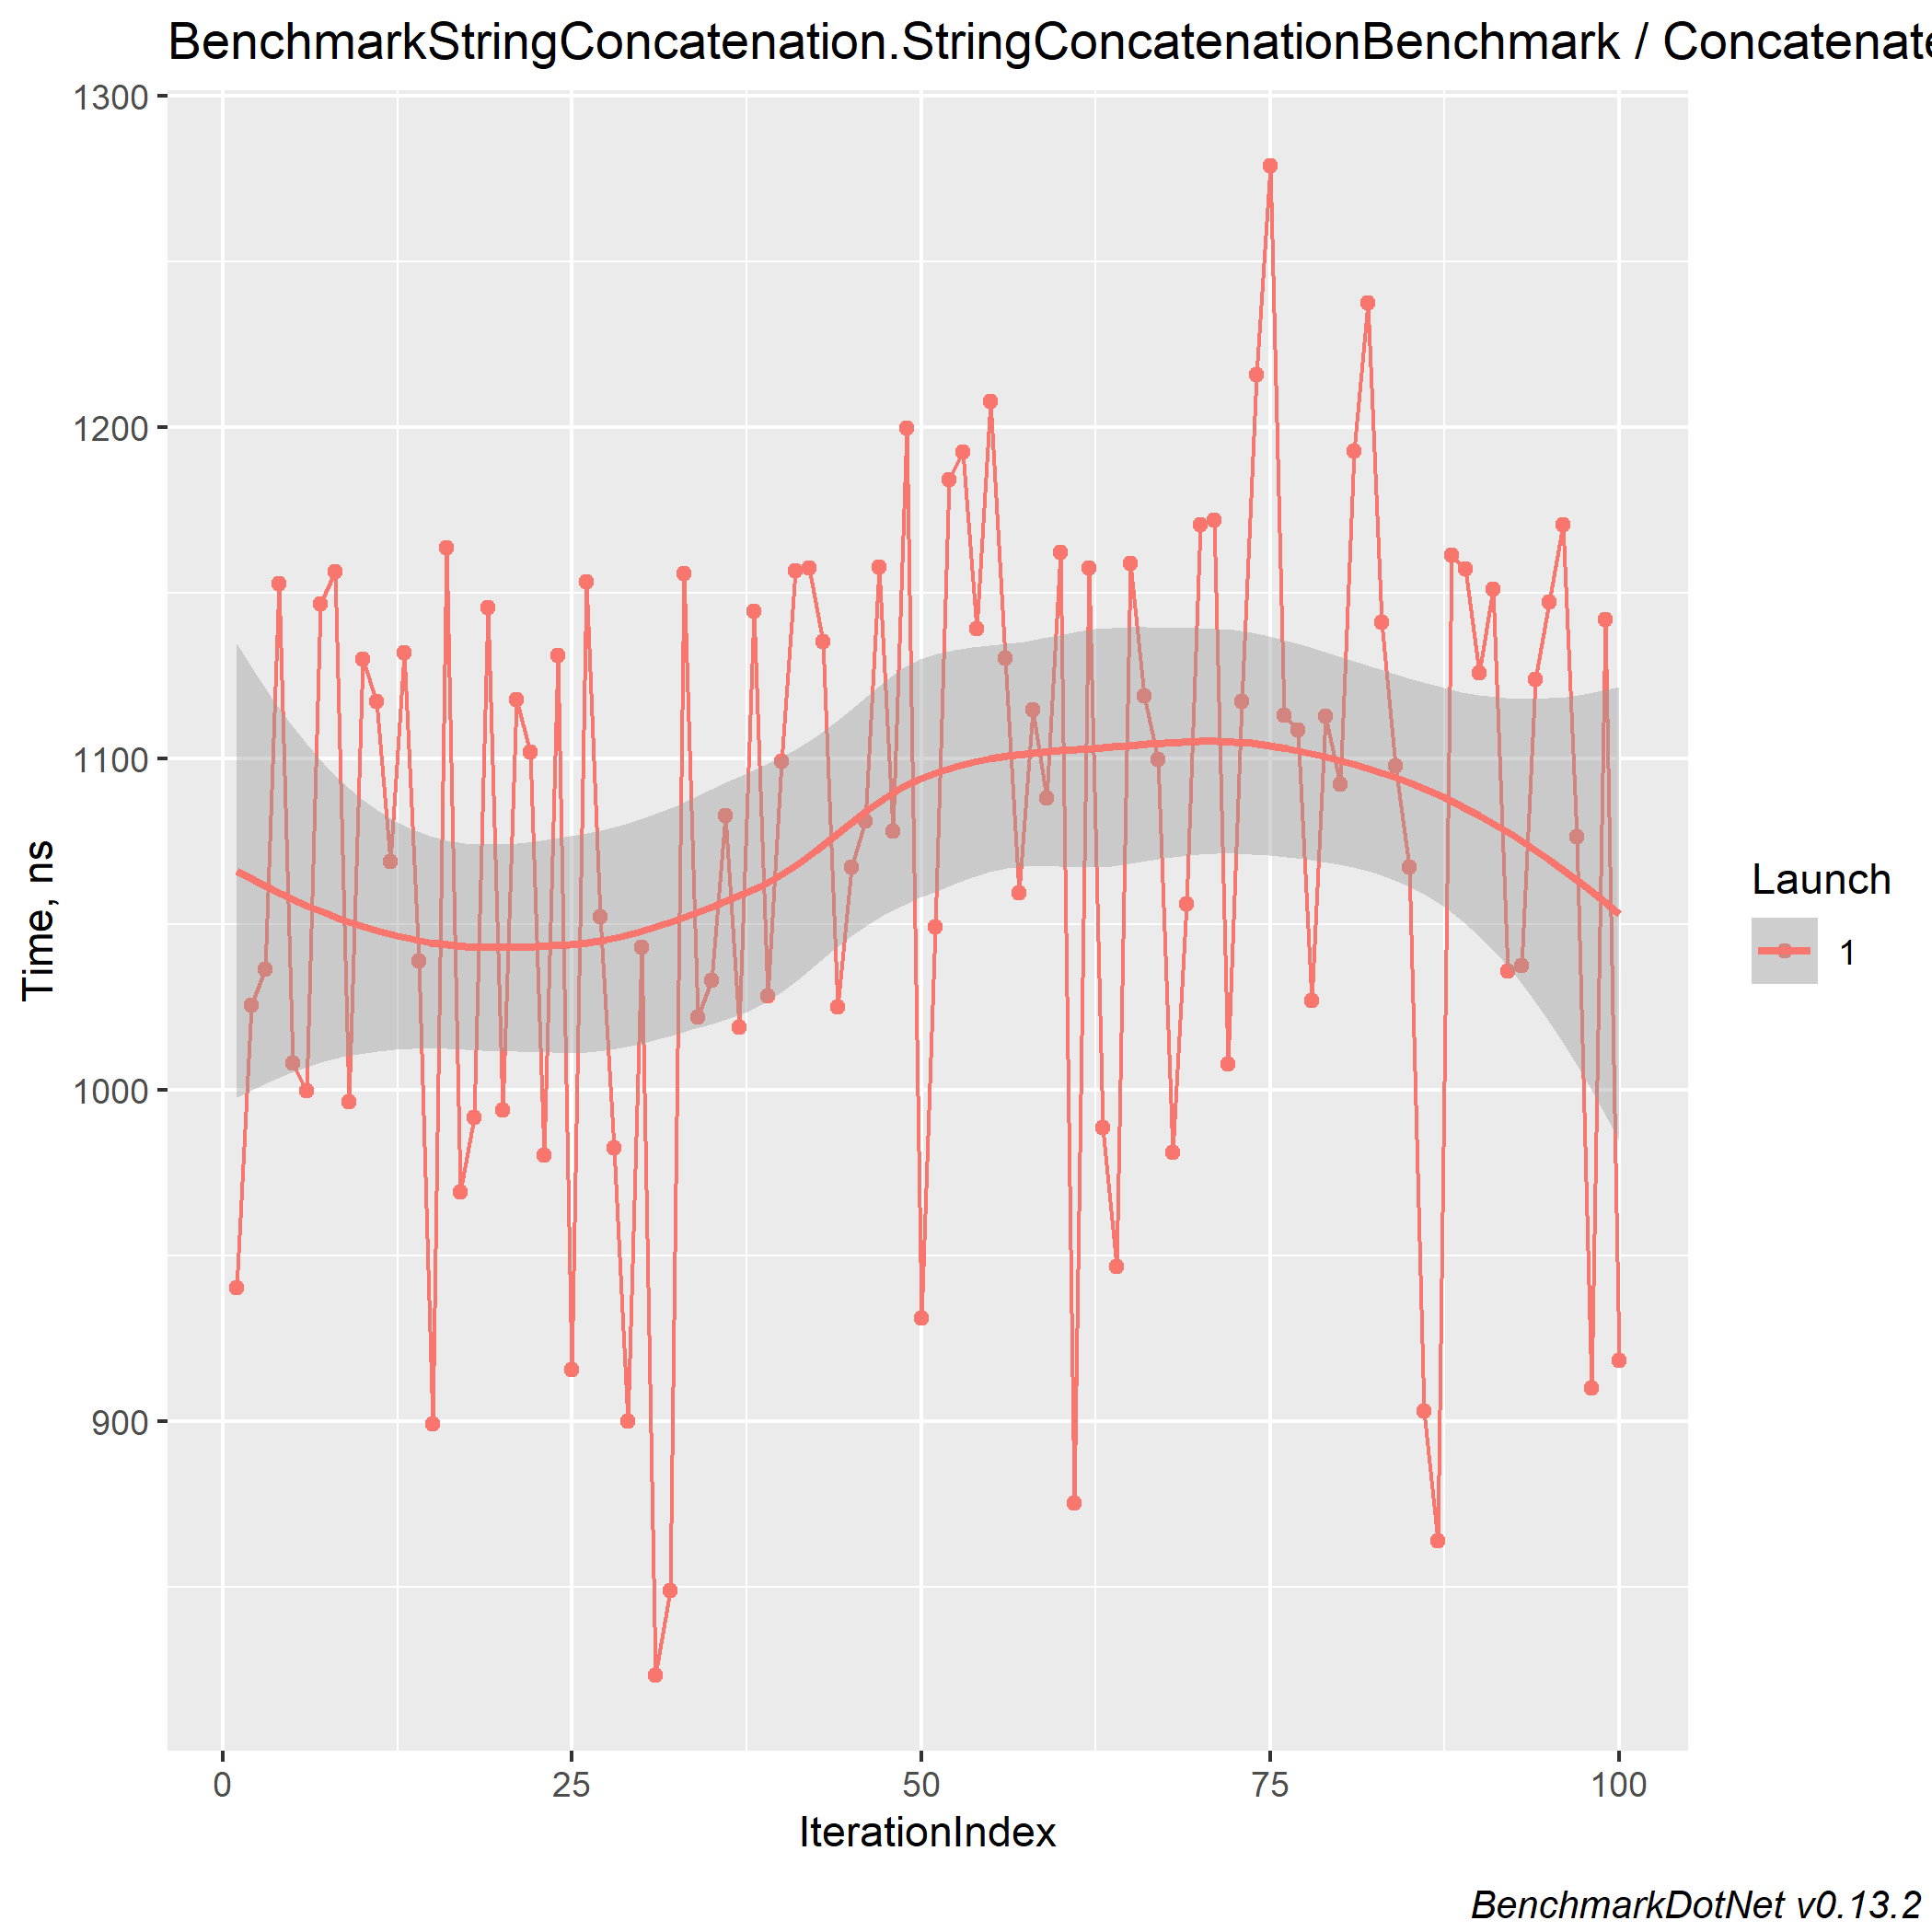 BenchmarkStringConcatenation.StringConcatenationBenchmark / Concatenate
1300
1200
1100
1000
900
Time, ns
0 25 50 75 100
IterationIndex
Launch
1
BenchmarkDotNet v0.13.2